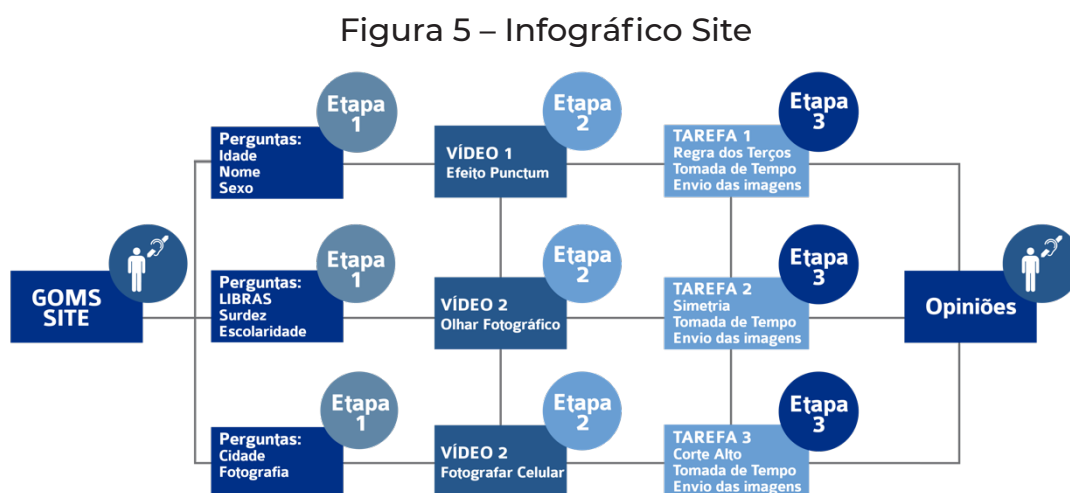 Figura 5 – Infográfico Site
Etapa
1
Etapa
2
Etapa
3
Perguntas:
Idade
Nome
Sexo
VÍDEO 1
Efeito Punctum
TAREFA 1
Regra dos Terços
Tomada de Tempo
Envio das imagens
GOMS
SITE
Etapa
1
Etapa
2
Etapa
3
Perguntas:
LIBRAS
Surdez
Escolaridade
VÍDEO 2
Olhar Fotográfico
TAREFA 2
Simetria
Tomada de Tempo
Envio das imagens
Opiniões
Etapa
1
Etapa
2
Etapa
3
Perguntas:
Cidade
Fotografia
VÍDEO 2
Fotografar Celular
TAREFA 3
Corte Alto
Tomada de Tempo
Envio das imagens